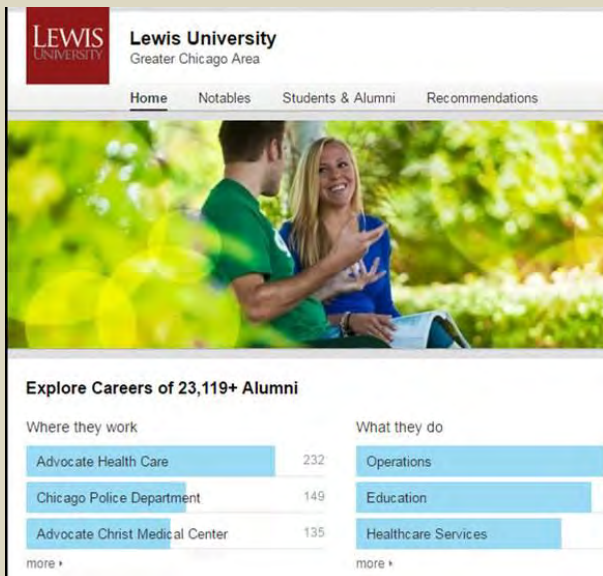 LEWIS
UNIVERSITY
Lewis University
Greater Chicago Area
Home Notables Students & Alumni Recommendations
Explore Careers of 23,119+ Alumni
Where they work
Advocate Health Care 232
Chicago Police Department 149
Advocate Christ Medical Center 135
more
What they do
Operations
Education
Healthcare Services
more